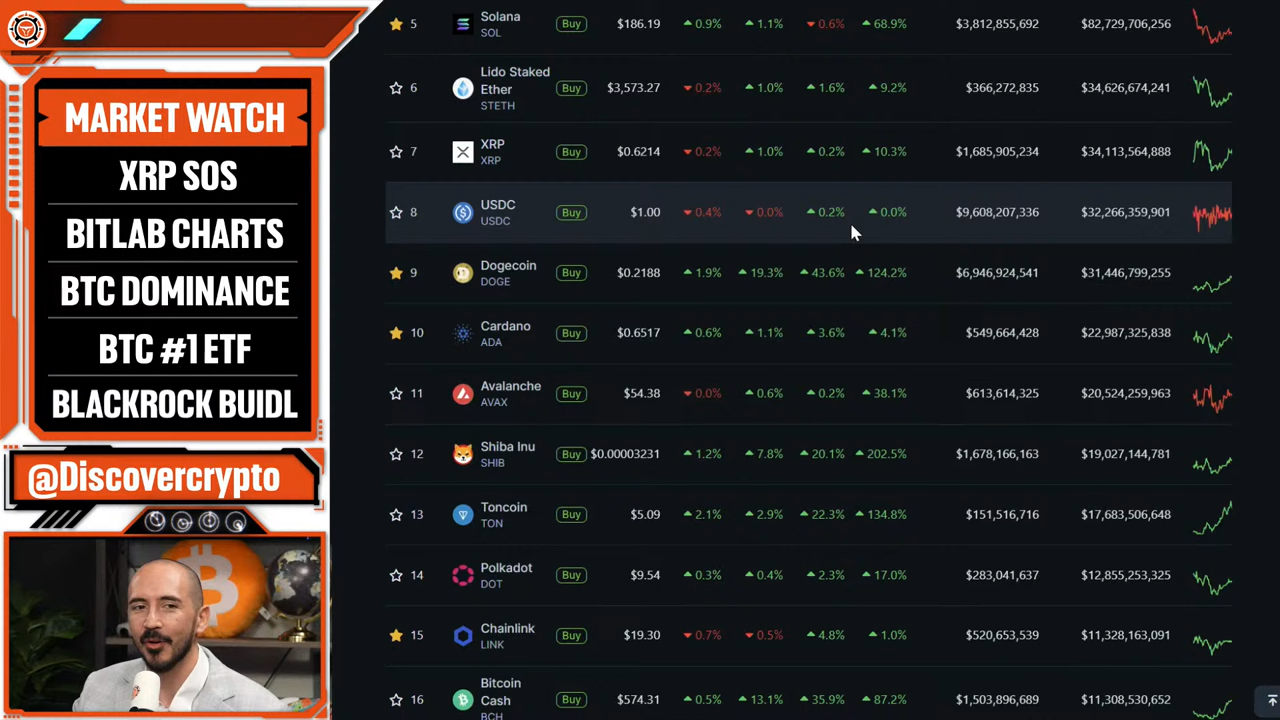 MARKET WATCH
XRP SOS
BITLAB CHARTS
BTC DOMINANCE
BTC #1 ETF
BLACKROCK BUIDL
@Discovercrypto
5 Solana SOL Buy $186.19 0.9% 1.1% 0.6% 68.9% $3,812,855,692 $82,729,706,256
6 Lido Staked Ether STETH Buy $3,573.27 0.2% 1.0% 1.6% 9.2% $366,272,835 $34,626,674,241
7 XRP XRP Buy $0.6214 0.2% 1.0% 0.2% 10.3% $1,685,905,234 $34,113,564,888
8 USDC USDC Buy $1.00 0.4% 0.0% 0.2% 0.0% $9,608,207,336 $32,266,359,901
9 Dogecoin DOGE Buy $0.2188 1.9% 19.3% 43.6% 124.2% $6,946,924,541 $31,446,799,255
10 Cardano ADA Buy $0.6517 0.6% 1.1% 3.6% 4.1% $549,664,428 $22,987,325,838
11 Avalanche AVAX Buy $54.38 0.0% 0.6% 0.2% 38.1% $613,614,325 $20,524,259,963
12 Shiba Inu SHIB Buy $0.00003231 1.2% 7.8% 20.1% 202.5% $1,678,166,163 $19,027,144,781
13 Toncoin TON Buy $5.09 2.1% 2.9% 22.3% 134.8% $151,516,716 $17,683,506,648
14 Polkadot DOT Buy $9.54 0.3% 0.4% 2.3% 17.0% $283,041,637 $12,855,253,325
15 Chainlink LINK Buy $19.30 0.7% 0.5% 4.8% 1.0% $520,653,539 $11,328,163,091
16 Bitcoin Cash BCH Buy $574.31 0.5% 13.1% 35.8% 87.2% $1,503,896,689 $11,308,530,652